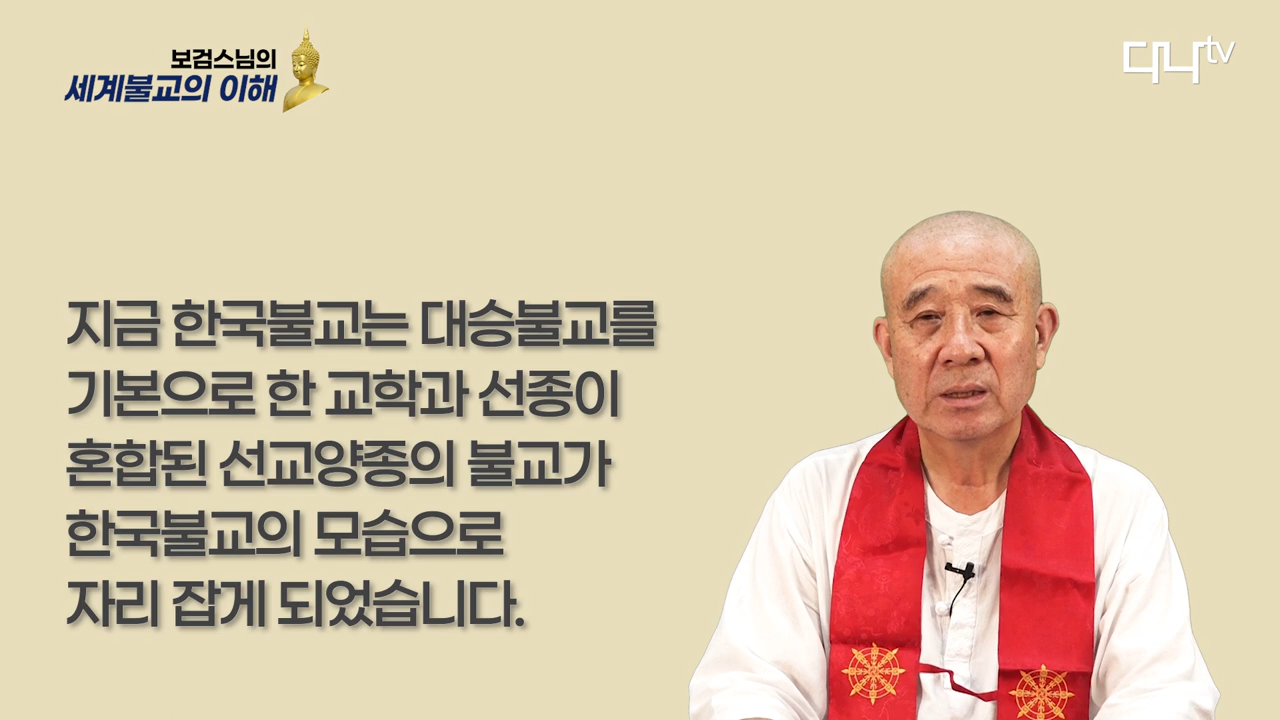 보검스님의
세계불교의 이해
다나tv
지금 한국불교는 대승불교를
기본으로 한 교학과 선종이
혼합된 선교양종의 불교가
한국불교의 모습으로
자리 잡게 되었습니다.